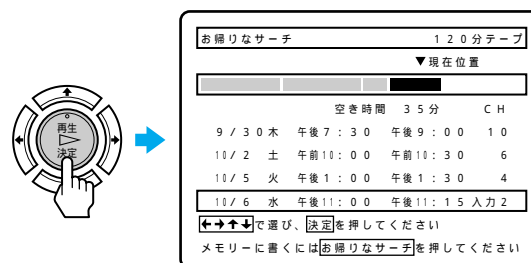 再生
決定
お帰りなサーチ 120分テープ
▼現在位置
空き時間 35分 CH
9/30木 午後7:30 午後9:00 10
10/2 土 午前10:00 午前10:30 6
10/5 火 午後1:00 午後1:30 4
10/6 水 午後11:00 午後11:15 入力2
←→↑↓で選び、決定を押してください
メモリーに書くにはお帰りなサーチを押してください